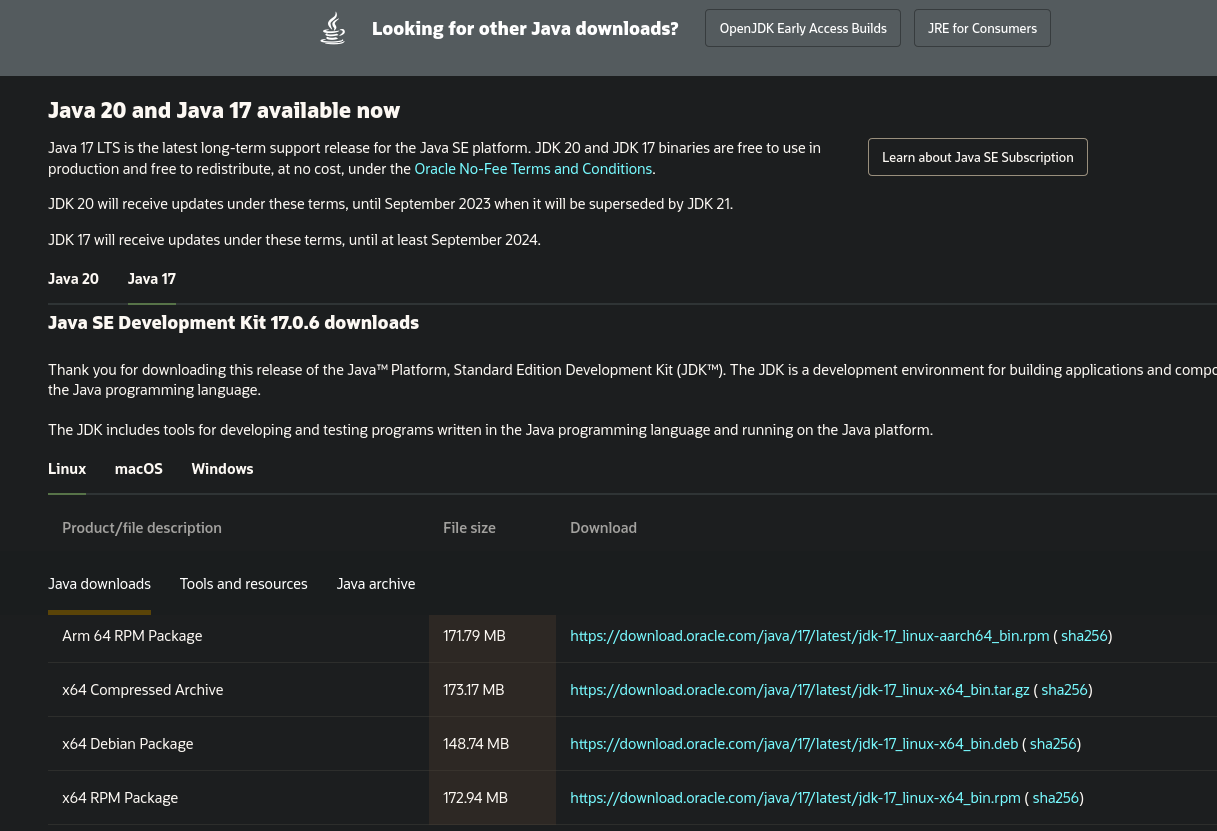 Looking for other Java downloads? OpenJDK Early Access Builds JRE for Consumers
Java 20 and Java 17 available now
Java 17 LTS is the latest long-term support release for the Java SE platform. JDK 20 and JDK 17 binaries are free to use in
production and free to redistribute, at no cost, under the Oracle No-Fee Terms and Conditions.
Learn about Java SE Subscription
JDK 20 will receive updates under these terms, until September 2023 when it will be superseded by JDK 21.
JDK 17 will receive updates under these terms, until at least September 2024.
Java 20 Java 17
Java SE Development Kit 17.0.6 downloads
Thank you for downloading this release of the Java™ Platform, Standard Edition Development Kit (JDK™). The JDK is a development environment for building applications and
the Java programming language.
The JDK includes tools for developing and testing programs written in the Java programming language and running on the Java platform.
Linux macOS Windows
Product/file description File size Download
Java downloads Tools and resources Java archive
Arm 64 RPM Package 171.79 MB https://download.oracle.com/java/17/latest/jdk-17_linux-aarch64_bin.rpm ( sha256)
x64 Compressed Archive 173.17 MB https://download.oracle.com/java/17/latest/jdk-17_linux-x64_bin.tar.gz ( sha256)
x64 Debian Package 148.74 MB https://download.oracle.com/java/17/latest/jdk-17_linux-x64_bin.deb ( sha256)
x64 RPM Package 172.94 MB https://download.oracle.com/java/17/latest/jdk-17_linux-x64_bin.rpm ( sha256)